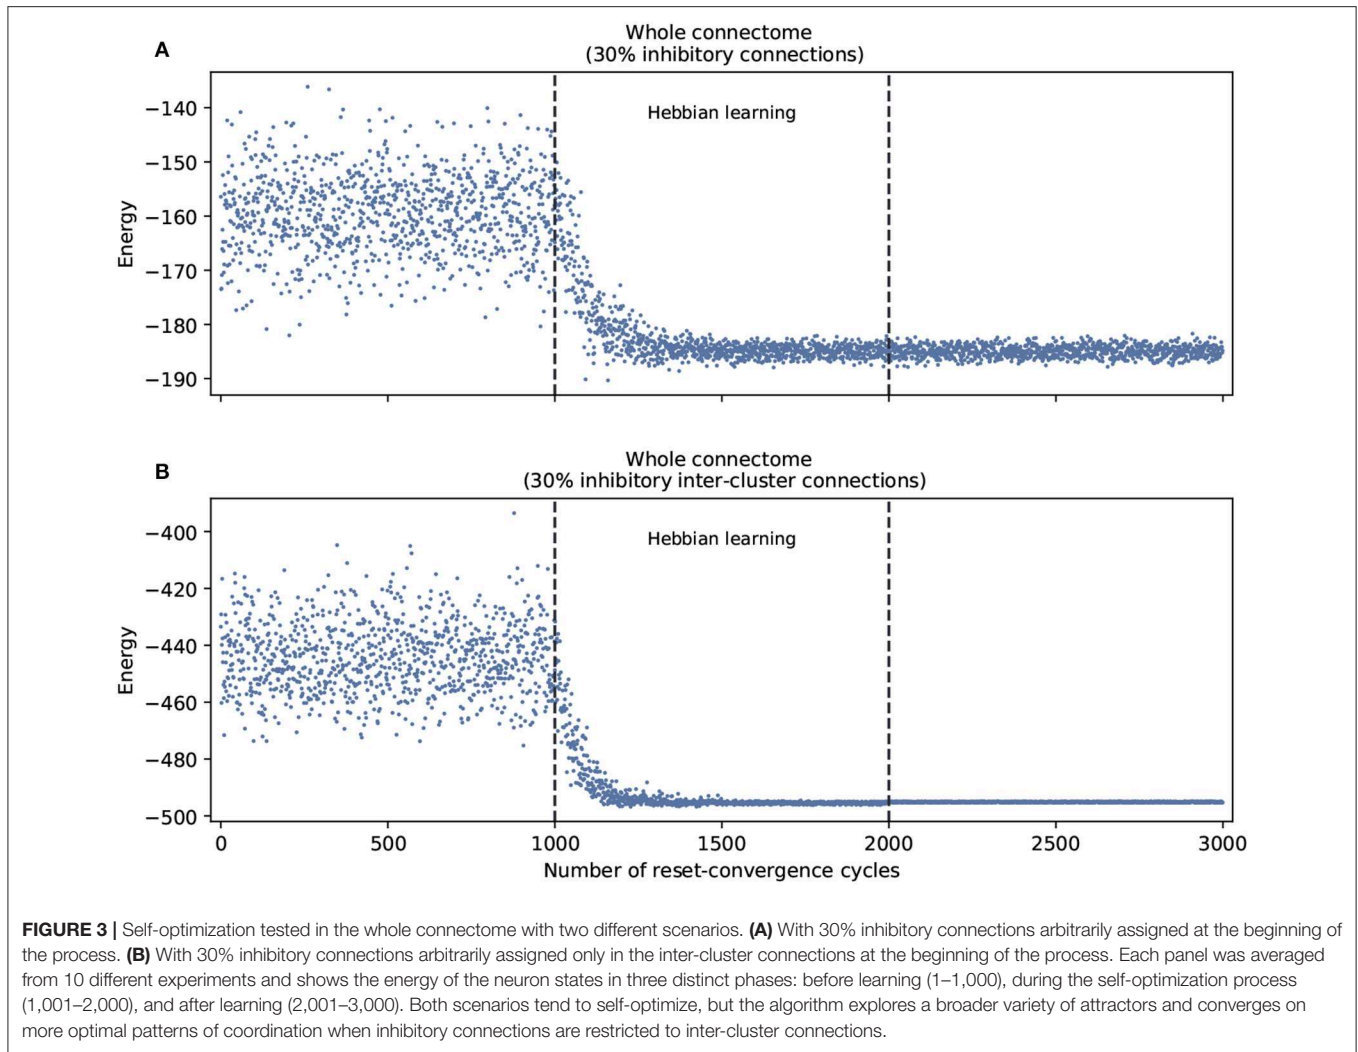 A
Whole connectome
(30% inhibitory connections)
Hebbian learning
Energy
−140
−150
−160
−170
−180
−190
B
Whole connectome
(30% inhibitory inter-cluster connections)
Hebbian learning
Energy
−400
−420
−440
−460
−480
−500
0 500 1000 1500 2000 2500 3000
Number of reset-convergence cycles
FIGURE 3 | Self-optimization tested in the whole connectome with two different scenarios. (A) With 30% inhibitory connections arbitrarily assigned at the beginning of
the process. (B) With 30% inhibitory connections arbitrarily assigned only in the inter-cluster connections at the beginning of the process. Each panel was averaged
from 10 different experiments and shows the energy of the neuron states in three distinct phases: before learning (1–1,000), during the self-optimization process
(1,001–2,000), and after learning (2,001–3,000). Both scenarios tend to self-optimize, but the algorithm explores a broader variety of attractors and converges on
more optimal patterns of coordination when inhibitory connections are restricted to inter-cluster connections.